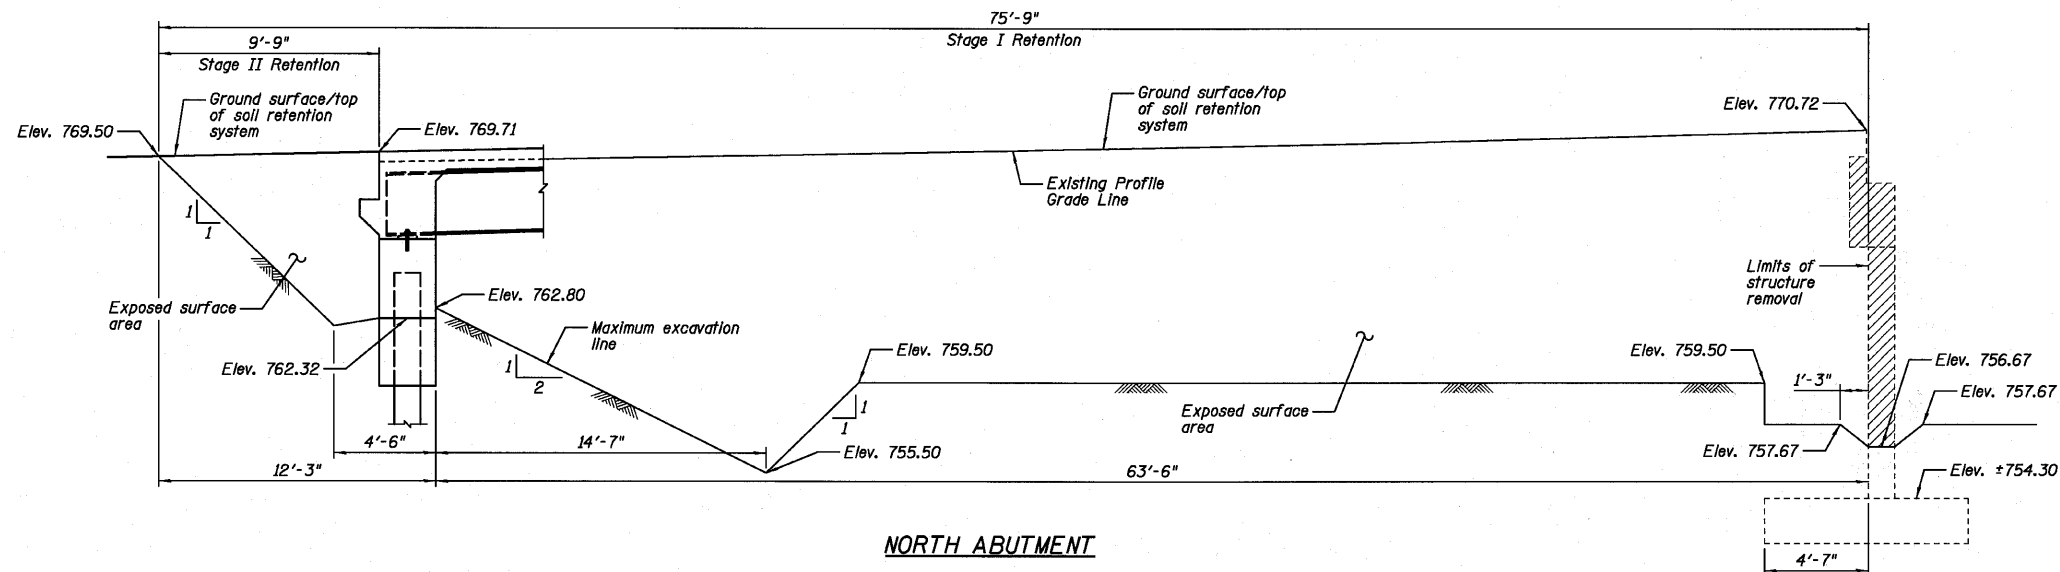 75'-9"
Stage I Retention
9'-9"
Stage II Retention
Ground surface/top
of soil retention
system
Ground surface/top
of soil retention
system
Elev. 770.72
Elev. 769.50
Elev. 769.71
Existing Profile
Grade Line
1
1
Limits of
structure
removal
Exposed surface
area
Elev. 762.80
Maximum excavation
line
Elev. 762.32
1
2
Elev. 759.50
Elev. 759.50
Elev. 756.67
1'-3"
Elev. 757.67
1
1
Exposed surface
area
4'-6"
14'-7"
Elev. 755.50
Elev. 757.67
12'-3"
63'-6"
Elev. ±754.30
NORTH ABUTMENT
4'-7"